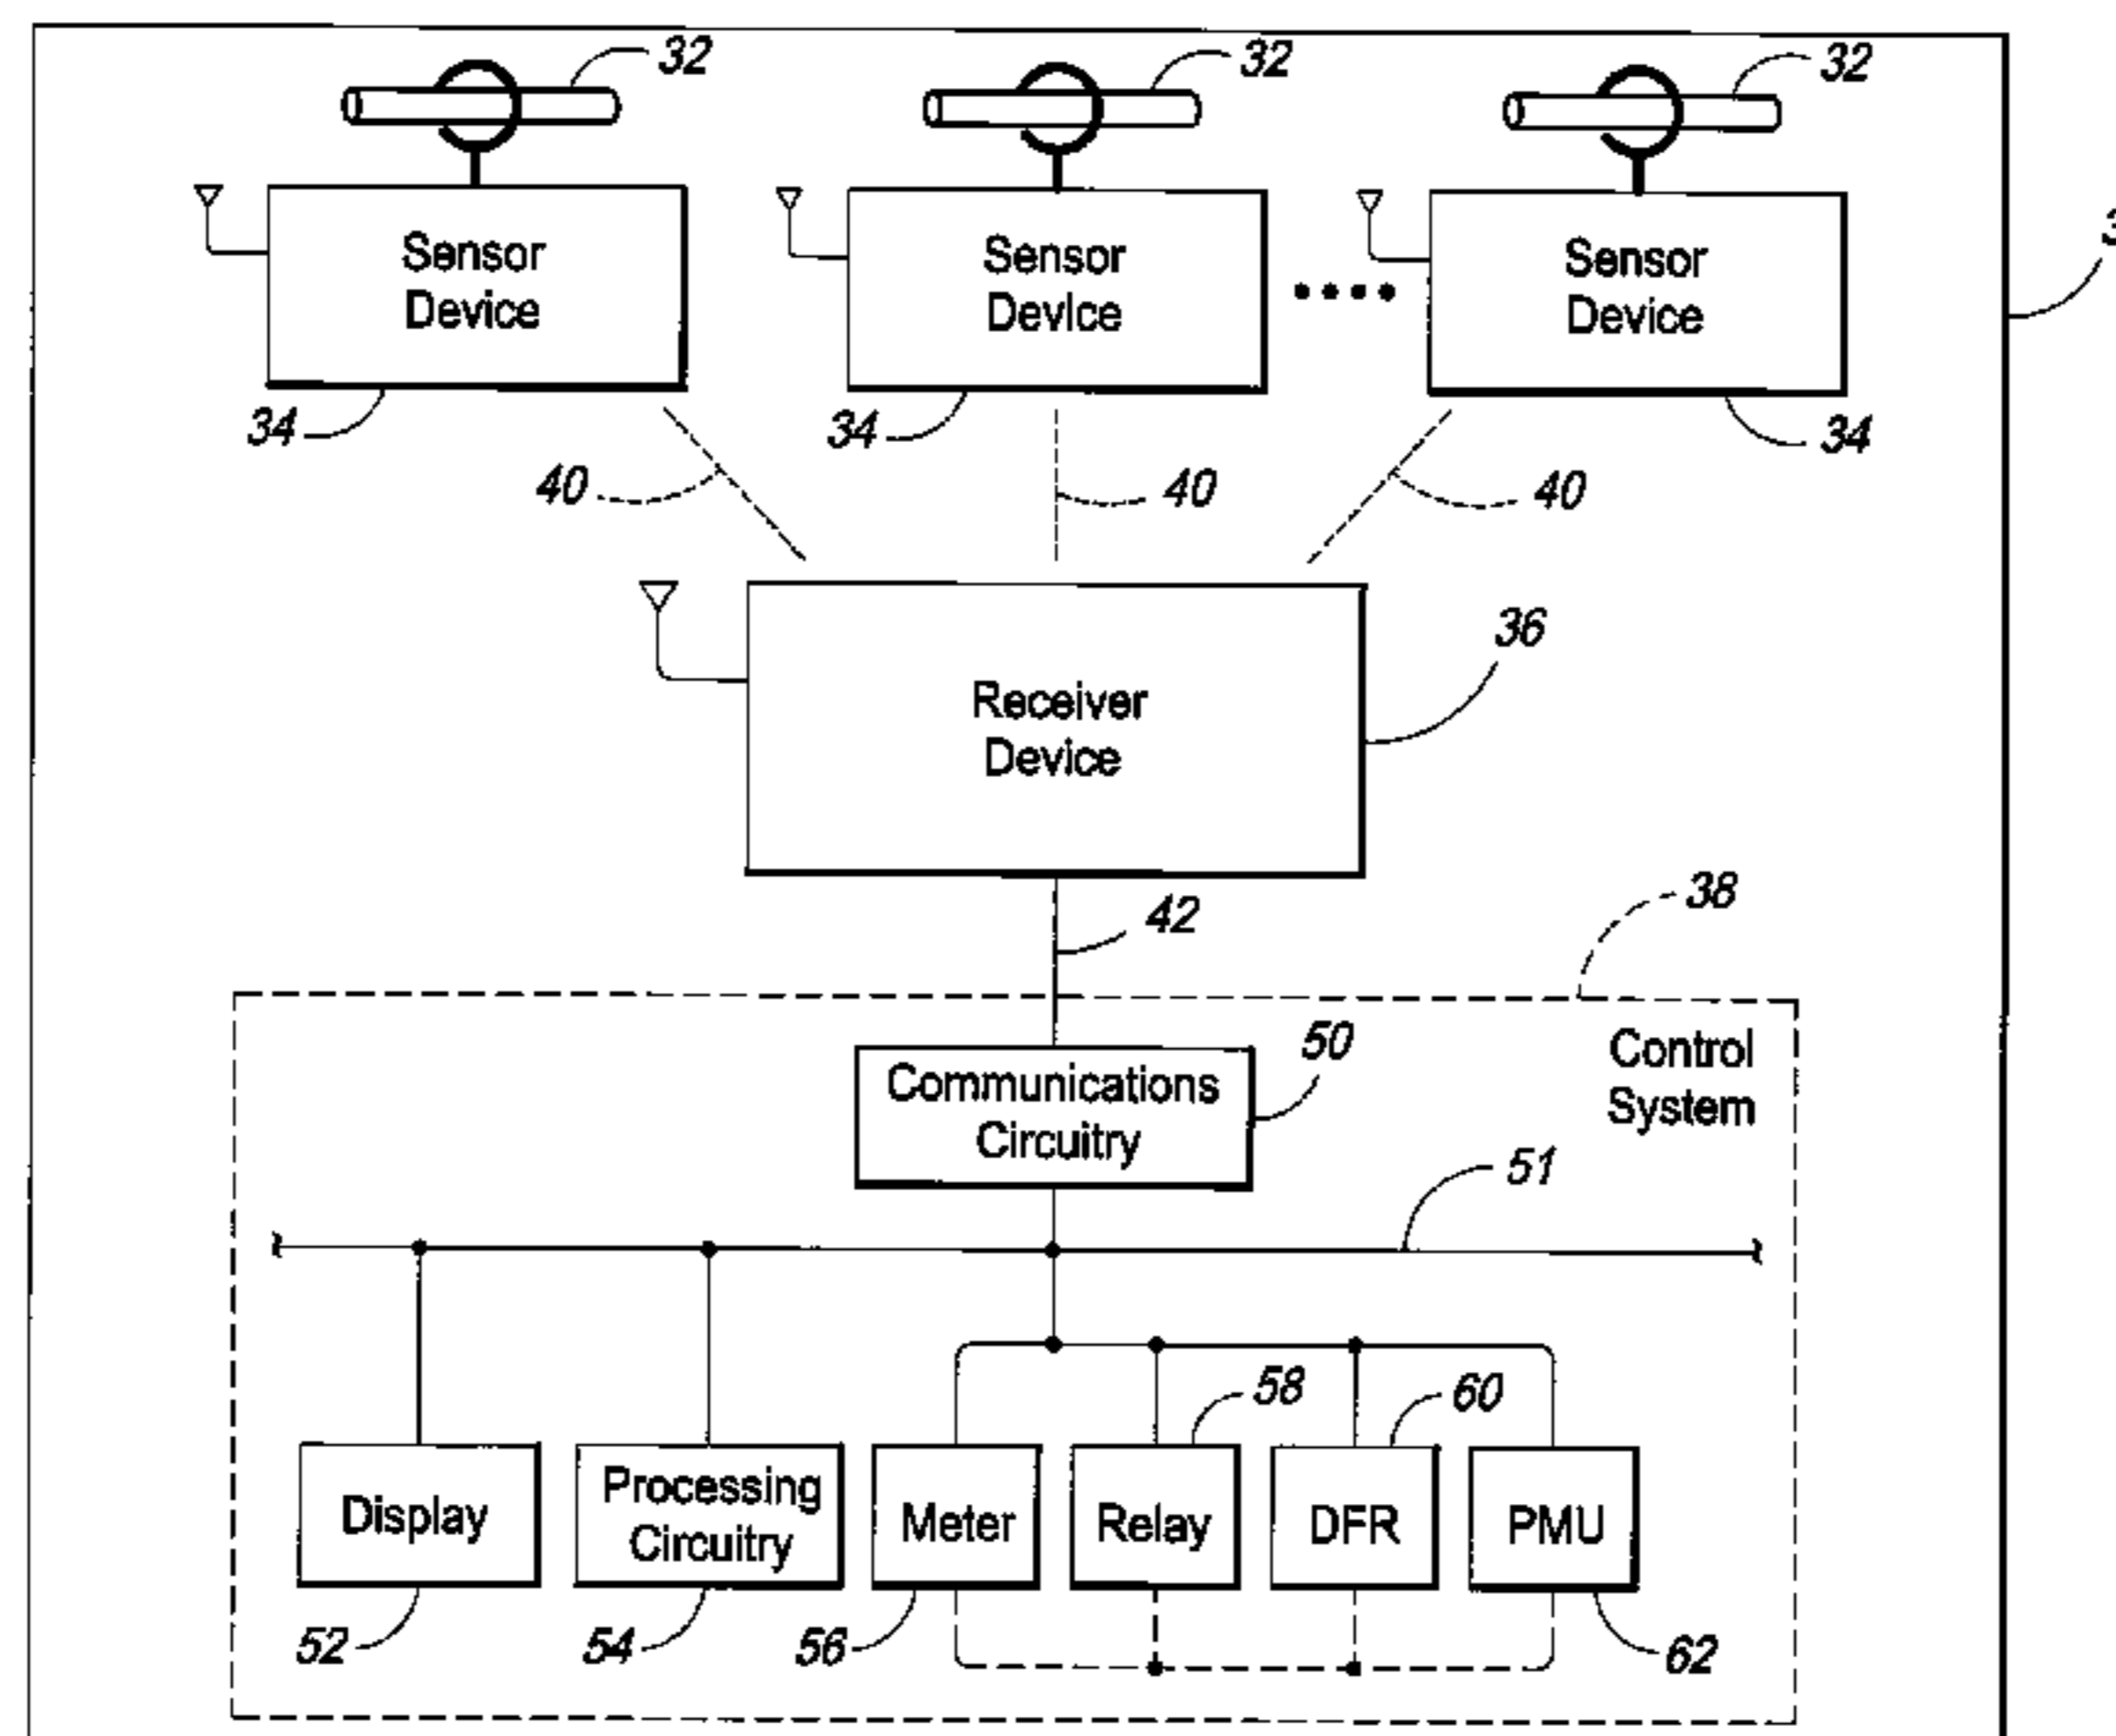 32
32
32
Sensor
Device
Sensor
Device
Sensor
Device
34
34
34
40
40
40
36
Receiver
Device
42
38
Control
System
50
Communications
Circuitry
51
58
60
Display
Processing
Circuitry
Meter
Relay
DFR
PMU
52
54
56
62